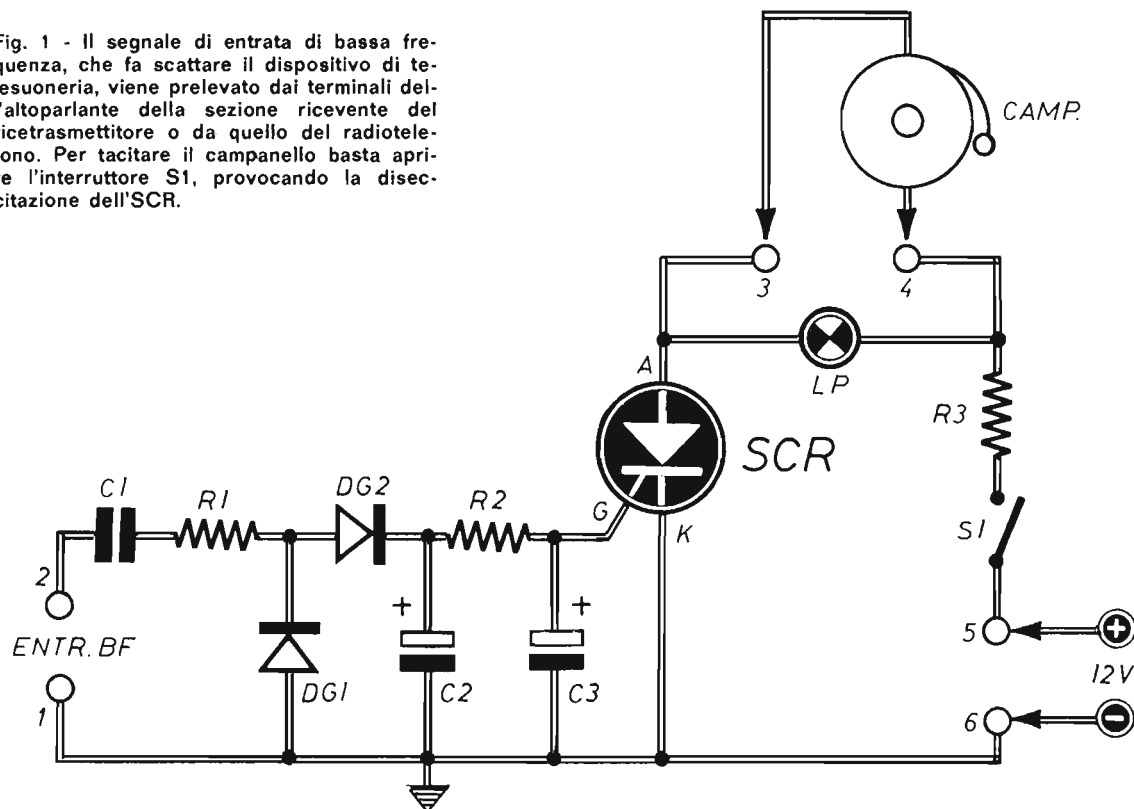 Fig. 1 - Il segnale di entrata di bassa fre-
quenza, che fa scattare il dispositivo di te-
esuoneria, viene prelevato dai terminali del-
'altoparlante della sezione ricevente del
icetrasmettitore o da quello del radiotele-
ono. Per tacitare il campanello basta apri-
e l'interruttore S1, provocando la disec-
citazione dell'SCR.
CAMP.
3
4
LP
A
R3
SCR
C1
R1
DG2
R2
G
K
S1
2
+
+
5
+
ENTR. BF
12V
DG1
C2
C3
1
6
-